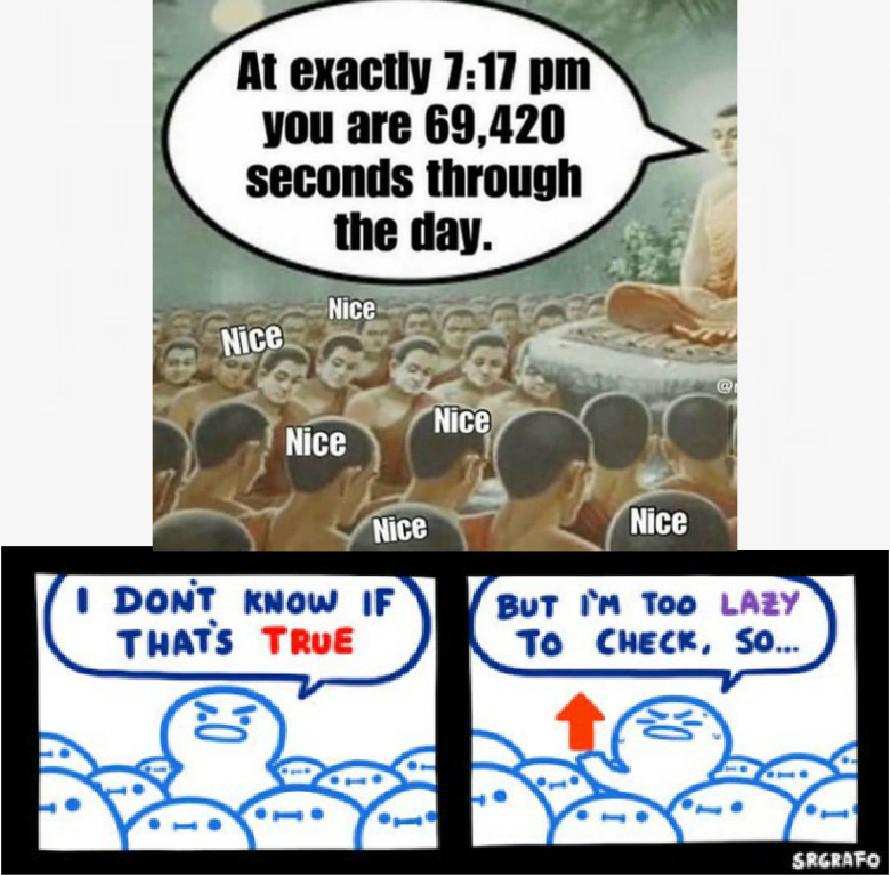 At exactly 7:17 pm
you are 69,420
seconds through
the day.
Nice
Nice
Nice
Nice
Nice
Nice
I DON'T KNOW IF
THAT'S TRUE
BUT I'M TOO LAZY
TO CHECK, SO...
SRGRAFO